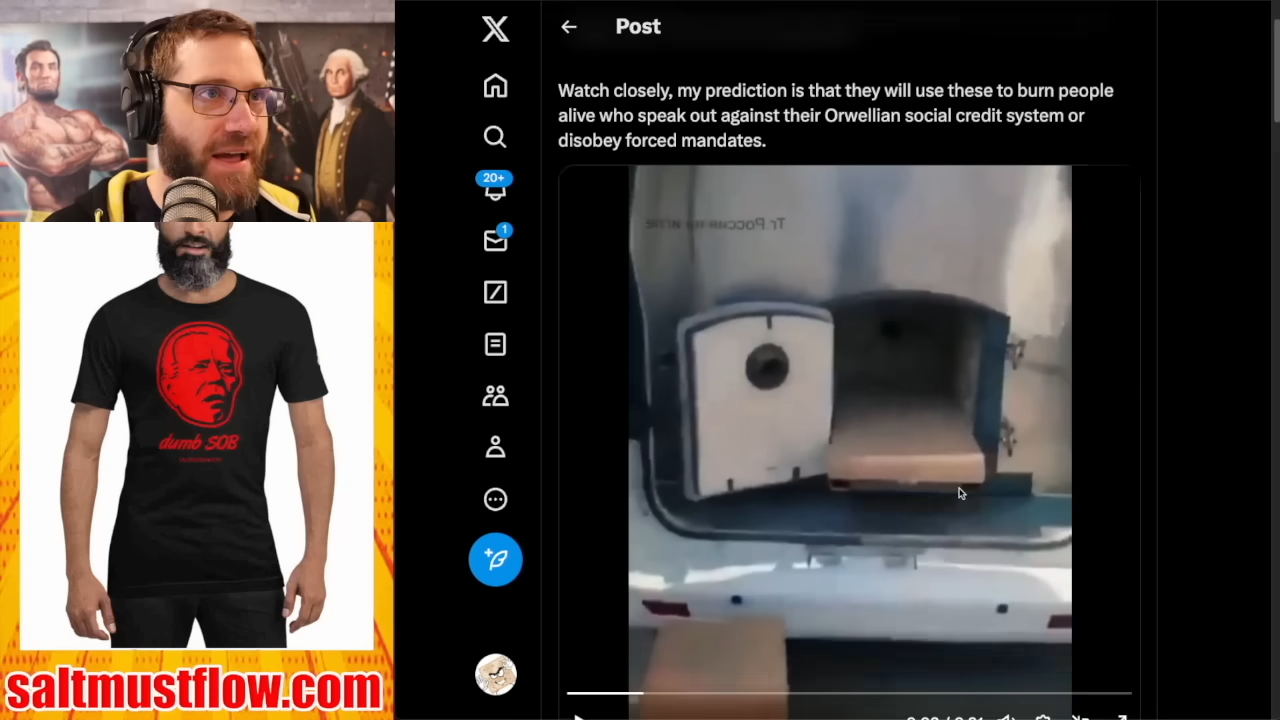 Post
Watch closely, my prediction is that they will use these to burn people
alive who speak out against their Orwellian social credit system or
disobey forced mandates.
20+
1
dumb SOB
saltmustflow.com